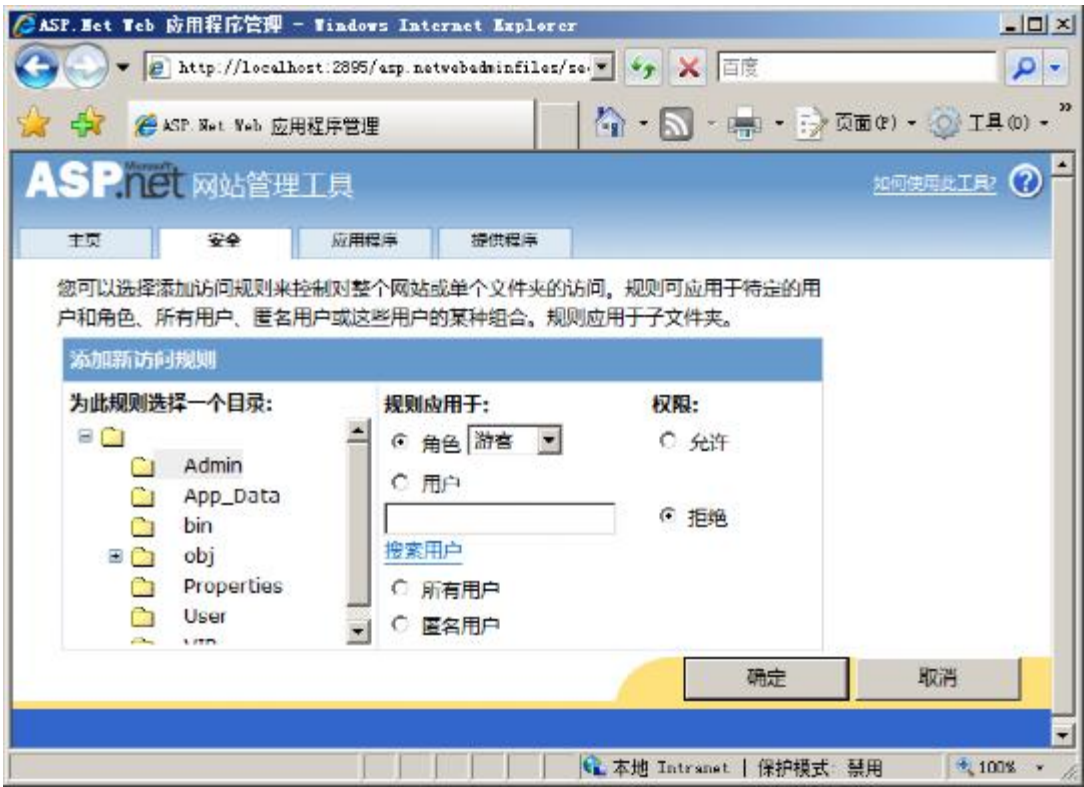 ASP.Net Web 应用程序管理 - Windows Internet Explorer
http://localhost:2895/asp.netwebadminfiles/se
百度
ASP.Net Web 应用程序管理
页面(P)
工具(O)
»
Microsoft
ASP.net 网站管理工具
如何使用此工具?
?
主页 安全 应用程序 提供程序
您可以选择添加访问规则来控制对整个网站或单个文件夹的访问。规则可应用于特定的用
户和角色、所有用户、匿名用户或这些用户的某种组合。规则应用于子文件夹。
添加新访问规则
为此规则选择一个目录:
Admin
App_Data
bin
obj
Properties
User
VIP
规则应用于:
角色 游客
用户
搜索用户
所有用户
匿名用户
权限:
允许
拒绝
确定
取消
本地 Intranet | 保护模式: 禁用
100%